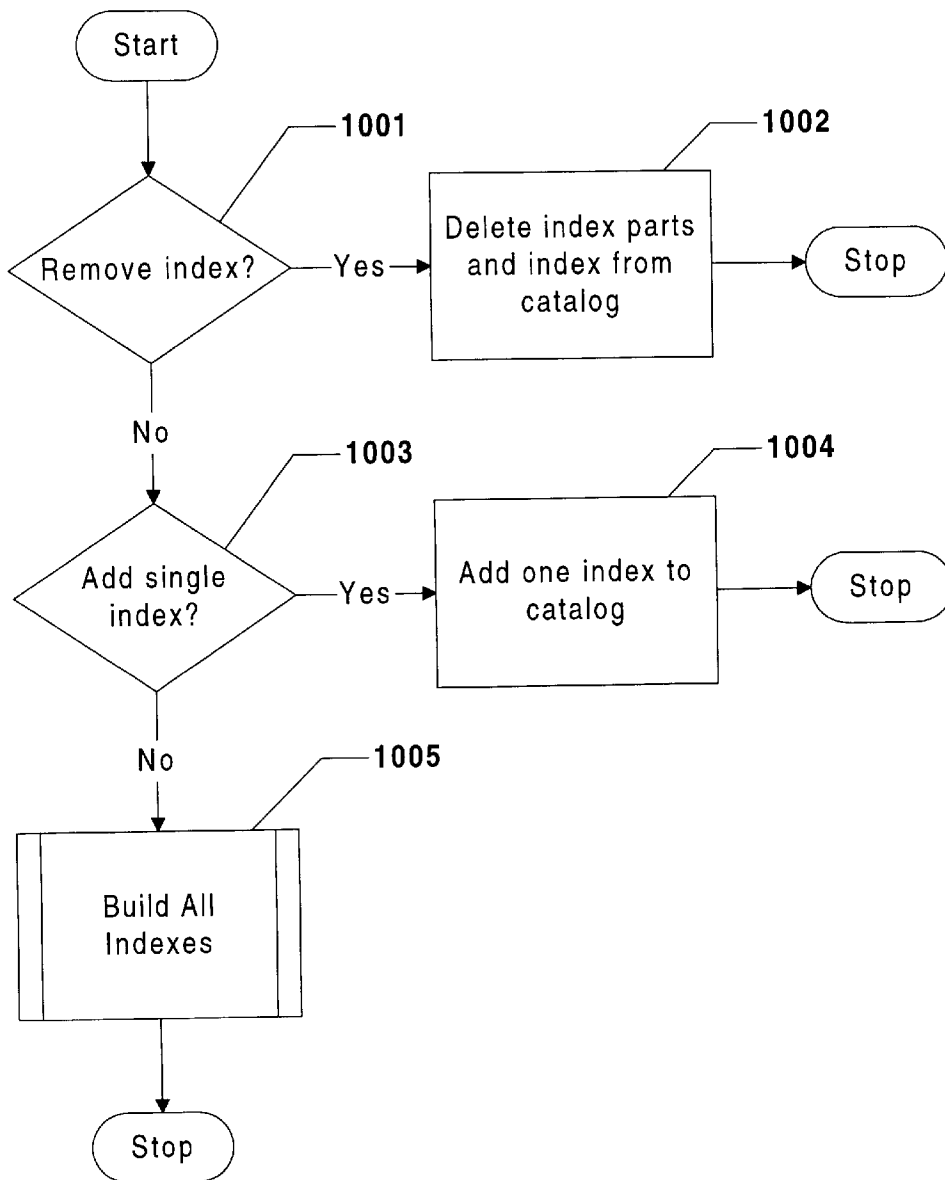 Start
1001
1002
Remove index?
Yes
Delete index parts
and index from
catalog
Stop
No
1003
1004
Add single
index?
Yes
Add one index to
catalog
Stop
No
1005
Build All
Indexes
Stop